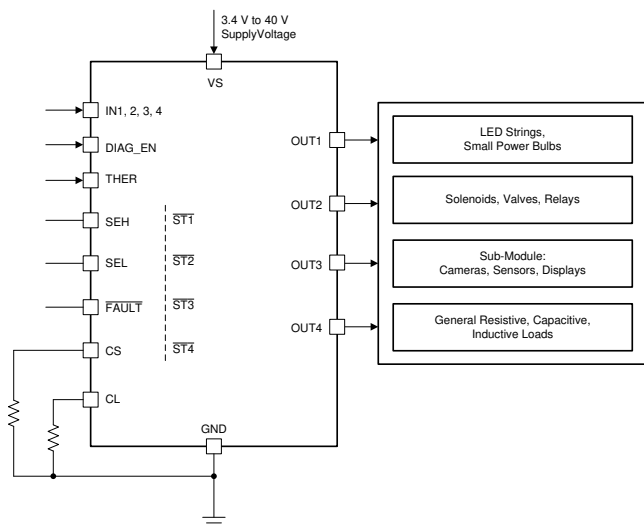 3.4 V to 40 V
SupplyVoltage
VS
IN1, 2, 3, 4
DIAG_EN
THER
SEH
SEL
FAULT
CS
CL
ST1
ST2
ST3
ST4
GND
OUT1
OUT2
OUT3
OUT4
LED Strings,
Small Power Bulbs
Solenoids, Valves, Relays
Sub-Module:
Cameras, Sensors, Displays
General Resistive, Capacitive,
Inductive Loads